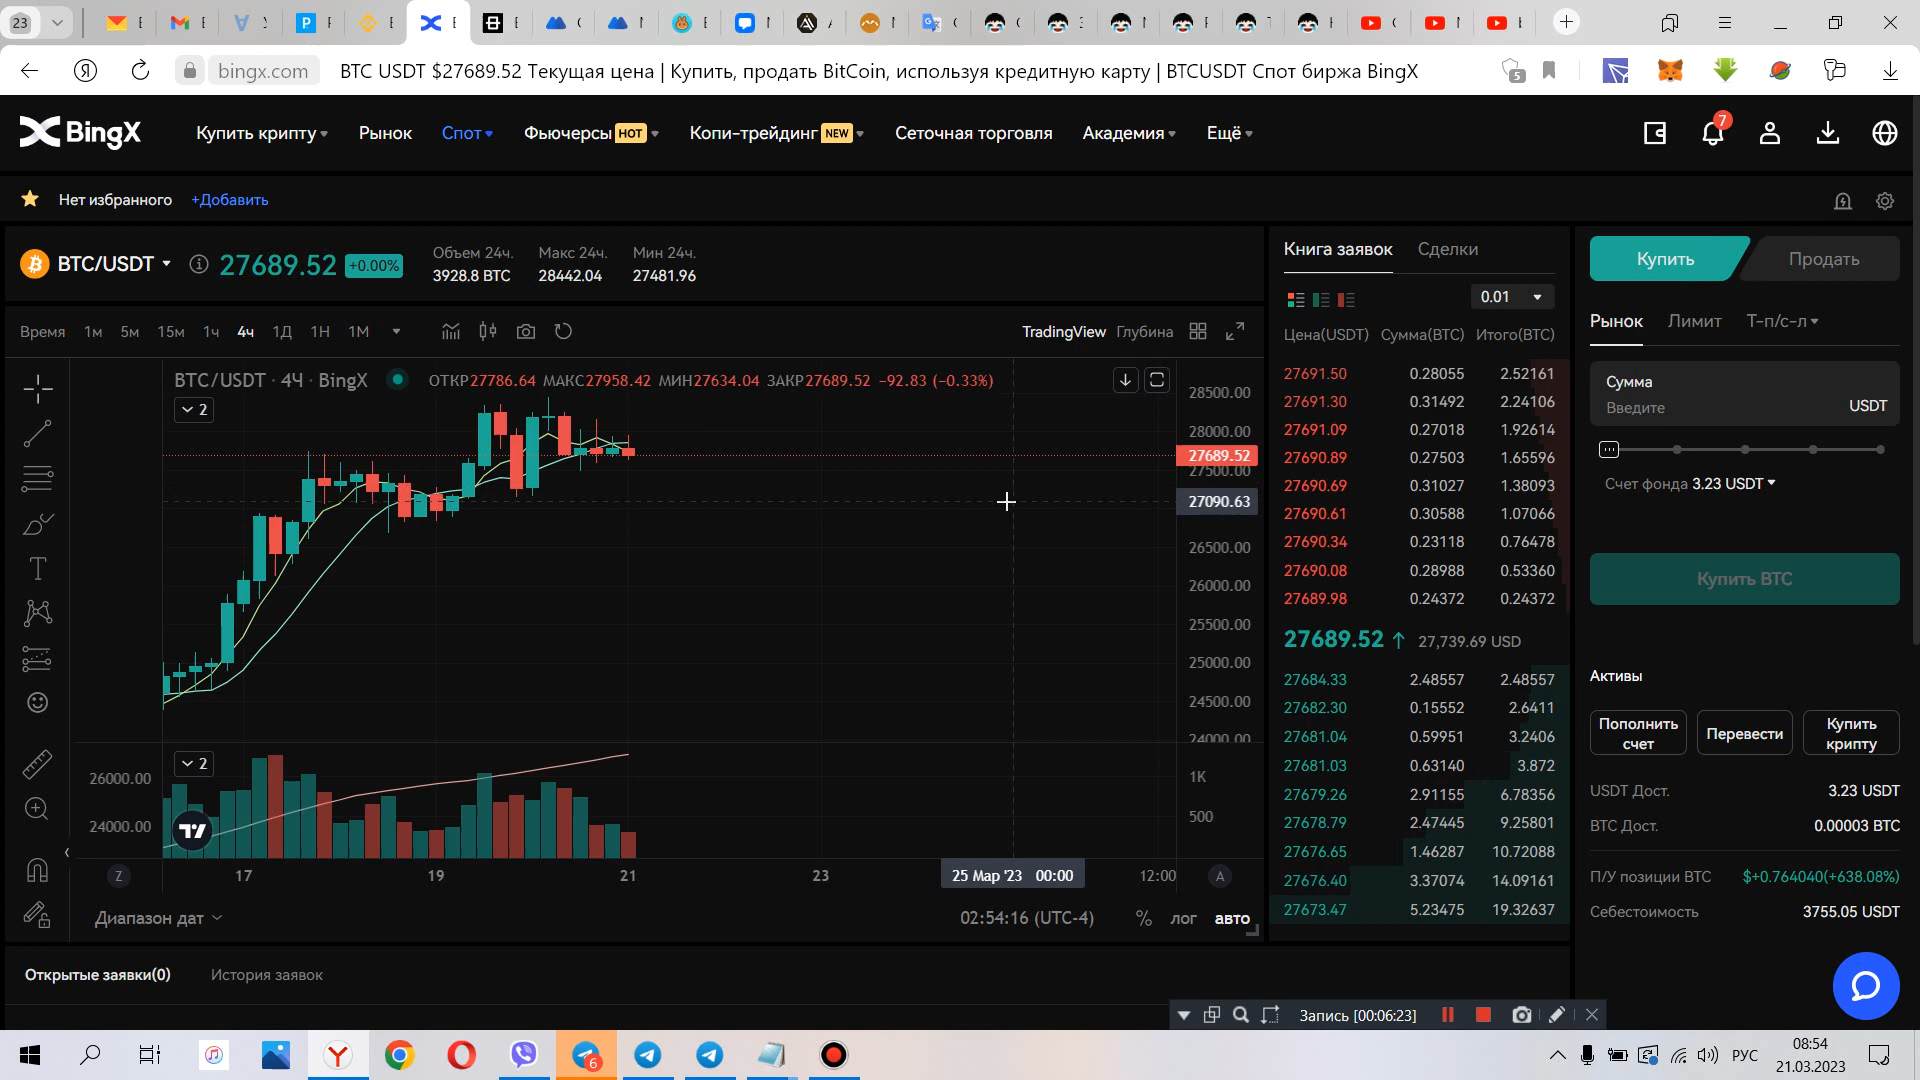 23
bingx.com
BTC USDT $27689.52 Текущая цена | Купить, продать BitCoin, используя кредитную карту | BTCUSDT Спот биржа BingX
5
BingX
Купить крипту
Рынок
Спот
Фьючерсы HOT
Копи-трейдинг NEW
Сеточная торговля
Академия
Ещё
7
Нет избранного
+Добавить
BTC/USDT
27689.52
+0.00%
Объем 24ч.
3928.8 BTC
Макс 24ч.
28442.04
Мин 24ч.
27481.96
Время 1м 5м 15м 1ч 4ч 1Д 1Н 1М
TradingView Глубина
BTC/USDT · 4Ч · BingX
ОТКР27786.64 МАКС27958.42 МИН27634.04 ЗАКР27689.52 -92.83 (-0.33%)
2
28500.00
28000.00
27689.52
27500.00
27090.63
26500.00
26000.00
25500.00
25000.00
24500.00
24000.00
2
26000.00
24000.00
1K
500
Z
17
19
21
23
25 Мар '23 00:00
12:00
A
Диапазон дат
02:54:16 (UTC-4)
%
лог
авто
Открытые заявки(0)
История заявок
Книга заявок
Сделки
0.01
Цена(USDT) Сумма(BTC) Итого(BTC)
27691.50 0.28055 2.52161
27691.30 0.31492 2.24106
27691.09 0.27018 1.92614
27690.89 0.27503 1.65596
27690.69 0.31027 1.38093
27690.61 0.30588 1.07066
27690.34 0.23118 0.76478
27690.08 0.28988 0.53360
27689.98 0.24372 0.24372
27689.52 ↑ 27,739.69 USD
27684.33 2.48557 2.48557
27682.30 0.15552 2.6411
27681.04 0.59951 3.2406
27681.03 0.63140 3.872
27679.26 2.91155 6.78356
27678.79 2.47445 9.25801
27676.65 1.46287 10.72088
27676.40 3.37074 14.09161
27673.47 5.23475 19.32637
Купить
Продать
Рынок
Лимит
Т-п/с-л
Сумма
Введите
USDT
Счет фонда 3.23 USDT
Купить BTC
Активы
Пополнить счет
Перевести
Купить крипту
USDT Дост. 3.23 USDT
BTC Дост. 0.00003 BTC
П/У позиции BTC $+0.764040(+638.08%)
Себестоимость 3755.05 USDT
Запись [00:06:23]
6
РУС
08:54
21.03.2023